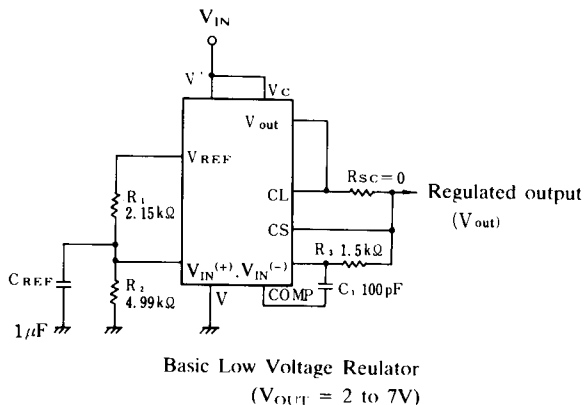 V IN
V+ Vc
Vout
VREF
R1
2.15kΩ
Rsc=0
CL
Regulated output
(Vout)
CS
R3 1.5kΩ
CREF
R2
4.99kΩ
VIN(+) VIN(-)
V
COMP
C1 100pF
1μF
Basic Low Voltage Reulator
(VOUT = 2 to 7V)